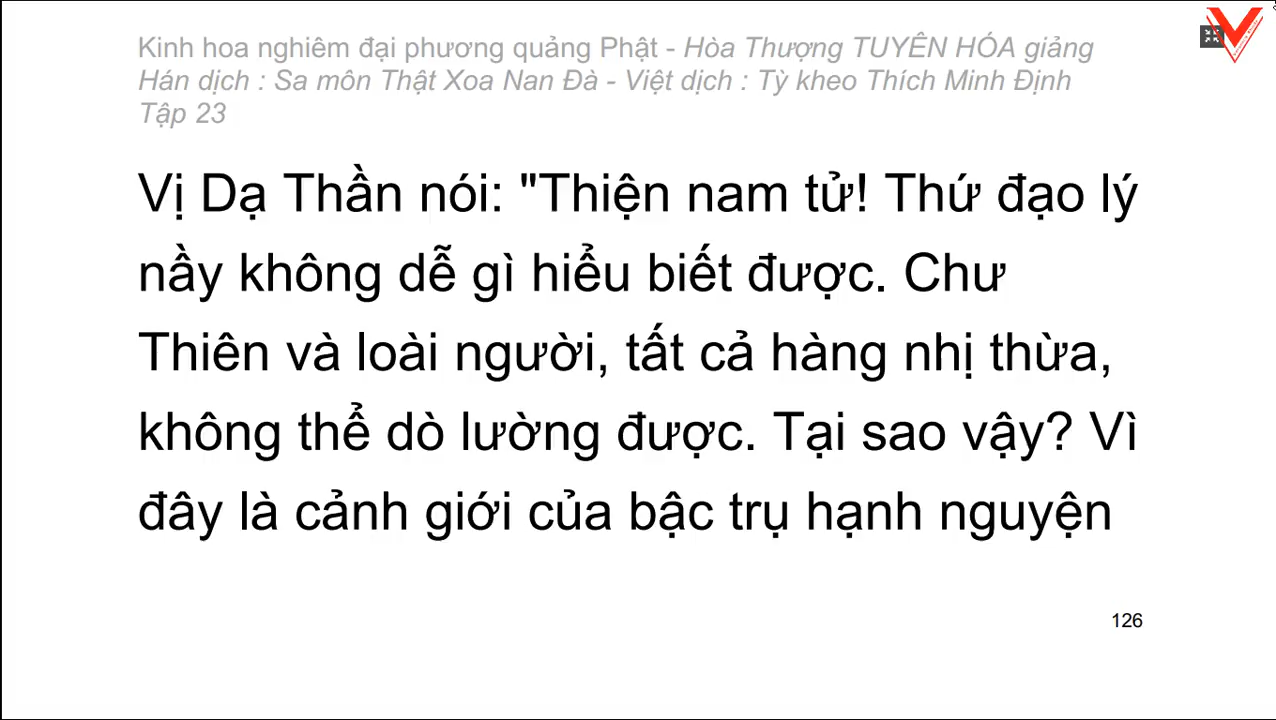 Kinh hoa nghiêm đại phương quảng Phật - Hòa Thượng TUYÊN HÓA giảng
Hán dịch : Sa môn Thật Xoa Nan Đà - Việt dịch : Tỳ kheo Thích Minh Định
Tập 23
Vị Dạ Thần nói: "Thiện nam tử! Thứ đạo lý
nầy không dễ gì hiểu biết được. Chư
Thiên và loài người, tất cả hàng nhị thừa,
không thể dò lường được. Tại sao vậy? Vì
đây là cảnh giới của bậc trụ hạnh nguyện
126